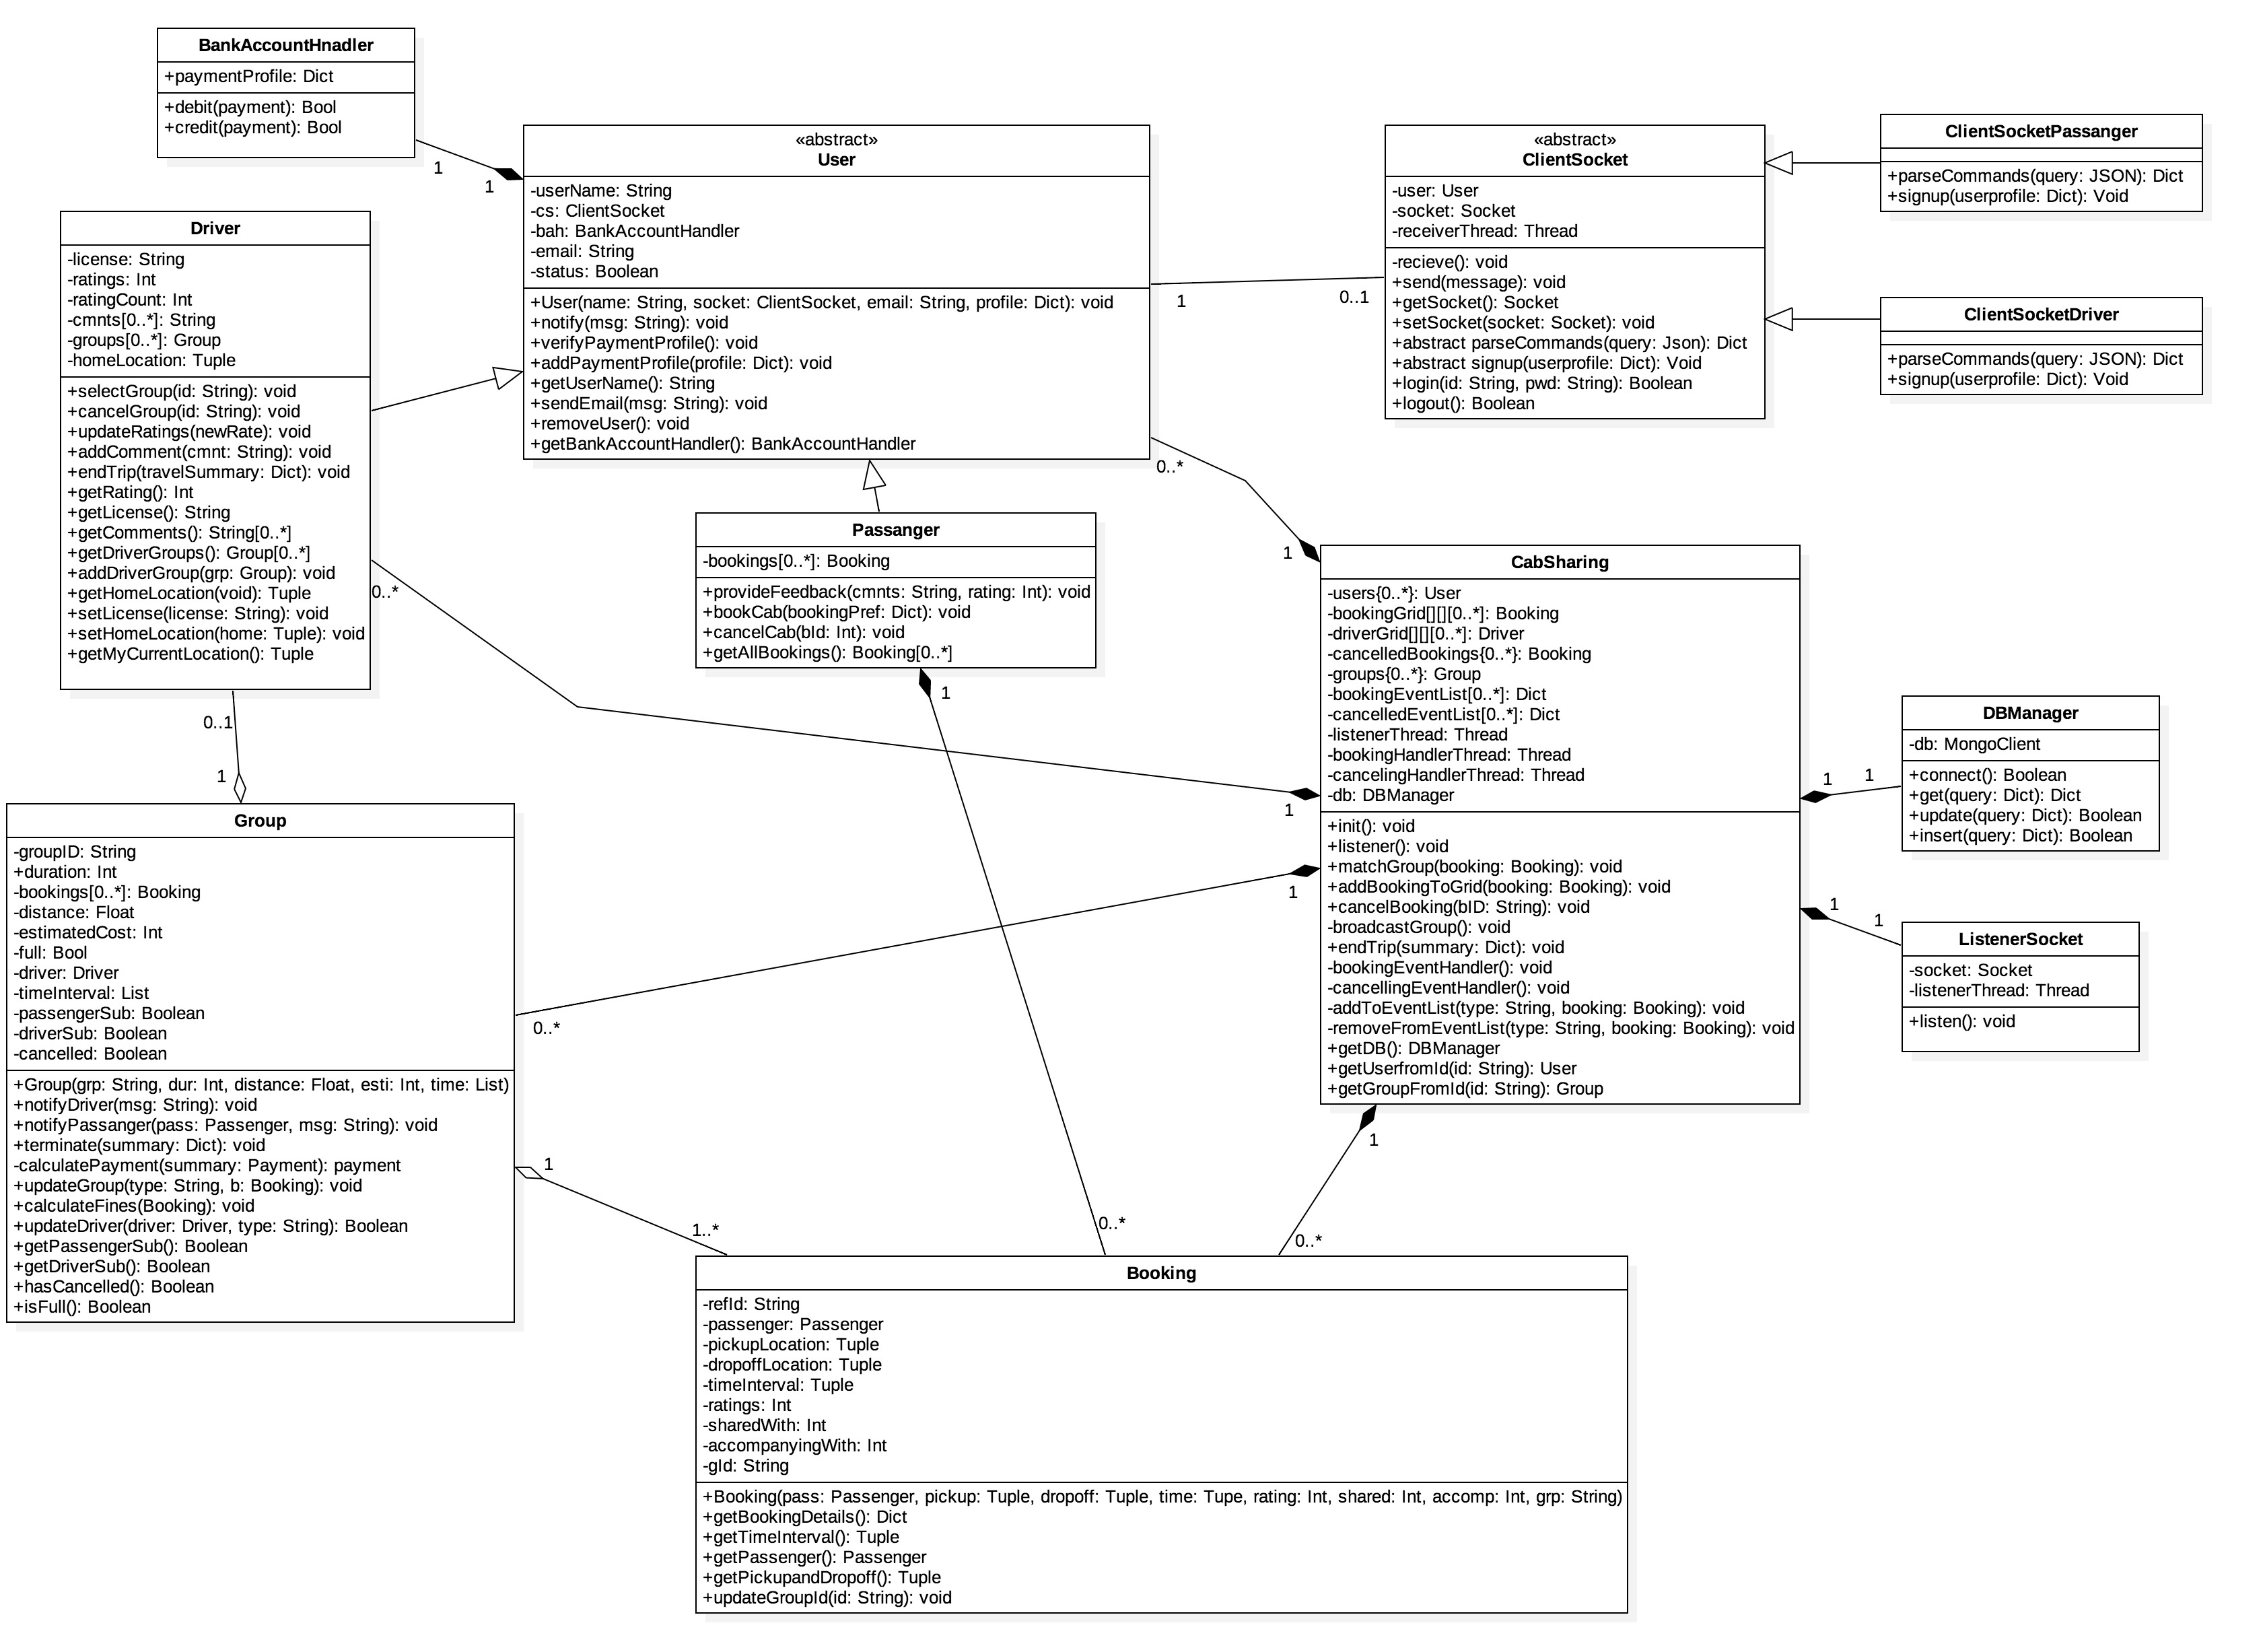 BankAccountHnadler
+paymentProfile: Dict
+debit(payment): Bool
+credit(payment): Bool
1
1
«abstract»
User
-userName: String
-cs: ClientSocket
-bah: BankAccountHandler
-email: String
-status: Boolean
+User(name: String, socket: ClientSocket, email: String, profile: Dict): void
+notify(msg: String): void
+verifyPaymentProfile(): void
+addPaymentProfile(profile: Dict): void
+getUserName(): String
+sendEmail(msg: String): void
+removeUser(): void
+getBankAccountHandler(): BankAccountHandler
1
0..1
0..*
1
«abstract»
ClientSocket
-user: User
-socket: Socket
-receiverThread: Thread
-recieve(): void
+send(message): void
+getSocket(): Socket
+setSocket(socket: Socket): void
+abstract parseCommands(query: Json): Dict
+abstract signup(userprofile: Dict): Void
+login(id: String, pwd: String): Boolean
+logout(): Boolean
ClientSocketPassanger
+parseCommands(query: JSON): Dict
+signup(userprofile: Dict): Void
ClientSocketDriver
+parseCommands(query: JSON): Dict
+signup(userprofile: Dict): Void
Driver
-license: String
-ratings: Int
-ratingCount: Int
-cmnts[0..*]: String
-groups[0..*]: Group
-homeLocation: Tuple
+selectGroup(id: String): void
+cancelGroup(id: String): void
+updateRatings(newRate): void
+addComment(cmnt: String): void
+endTrip(travelSummary: Dict): void
+getRating(): Int
+getLicense(): String
+getComments(): String[0..*]
+getDriverGroups(): Group[0..*]
+addDriverGroup(grp: Group): void
+getHomeLocation(void): Tuple
+setLicense(license: String): void
+setHomeLocation(home: Tuple): void
+getMyCurrentLocation(): Tuple
0..*
1
0..1
1
Passanger
-bookings[0..*]: Booking
+provideFeedback(cmnts: String, rating: Int): void
+bookCab(bookingPref: Dict): void
+cancelCab(bId: Int): void
+getAllBookings(): Booking[0..*]
1
0..*
CabSharing
-users{0..*}: User
-bookingGrid[][][0..*]: Booking
-driverGrid[][][0..*]: Driver
-cancelledBookings{0..*}: Booking
-groups{0..*}: Group
-bookingEventList[0..*]: Dict
-cancelledEventList[0..*]: Dict
-listenerThread: Thread
-bookingHandlerThread: Thread
-cancelingHandlerThread: Thread
-db: DBManager
+init(): void
+listener(): void
+matchGroup(booking: Booking): void
+addBookingToGrid(booking: Booking): void
+cancelBooking(bID: String): void
-broadcastGroup(): void
+endTrip(summary: Dict): void
-bookingEventHandler(): void
-cancellingEventHandler(): void
-addToEventList(type: String, booking: Booking): void
-removeFromEventList(type: String, booking: Booking): void
+getDB(): DBManager
+getUserfromId(id: String): User
+getGroupFromId(id: String): Group
1
1
DBManager
-db: MongoClient
+connect(): Boolean
+get(query: Dict): Dict
+update(query: Dict): Boolean
+insert(query: Dict): Boolean
1
1
ListenerSocket
-socket: Socket
-listenerThread: Thread
+listen(): void
Group
-groupID: String
+duration: Int
-bookings[0..*]: Booking
-distance: Float
-estimatedCost: Int
-full: Bool
-driver: Driver
-timeInterval: List
-passengerSub: Boolean
-driverSub: Boolean
-cancelled: Boolean
+Group(grp: String, dur: Int, distance: Float, esti: Int, time: List)
+notifyDriver(msg: String): void
+notifyPassanger(pass: Passenger, msg: String): void
+terminate(summary: Dict): void
-calculatePayment(summary: Payment): payment
+updateGroup(type: String, b: Booking): void
+calculateFines(Booking): void
+updateDriver(driver: Driver, type: String): Boolean
+getPassengerSub(): Boolean
+getDriverSub(): Boolean
+hasCancelled(): Boolean
+isFull(): Boolean
0..*
1
1
1..*
1
0..*
Booking
-refId: String
-passenger: Passenger
-pickupLocation: Tuple
-dropoffLocation: Tuple
-timeInterval: Tuple
-ratings: Int
-sharedWith: Int
-accompanyingWith: Int
-gId: String
+Booking(pass: Passenger, pickup: Tuple, dropoff: Tuple, time: Tupe, rating: Int, shared: Int, accomp: Int, grp: String)
+getBookingDetails(): Dict
+getTimeInterval(): Tuple
+getPassenger(): Passenger
+getPickupandDropoff(): Tuple
+updateGroupId(id: String): void